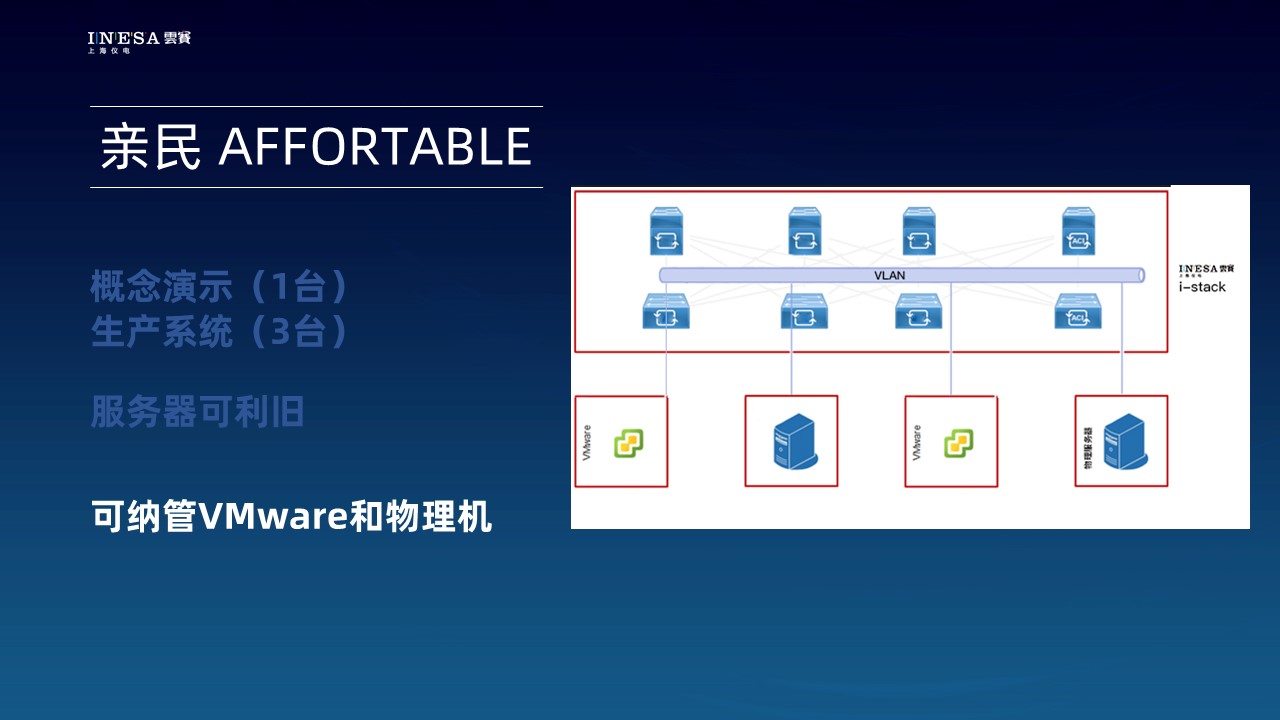 INESA 雲賽
上海仪电
亲民 AFFORTABLE
概念演示（1台）
生产系统（3台）
服务器可利旧
可纳管VMware和物理机
ACI
VLAN
ACI
INESA 雲賽
上海仪电
i-stack
VMware
VMware
物理服务器